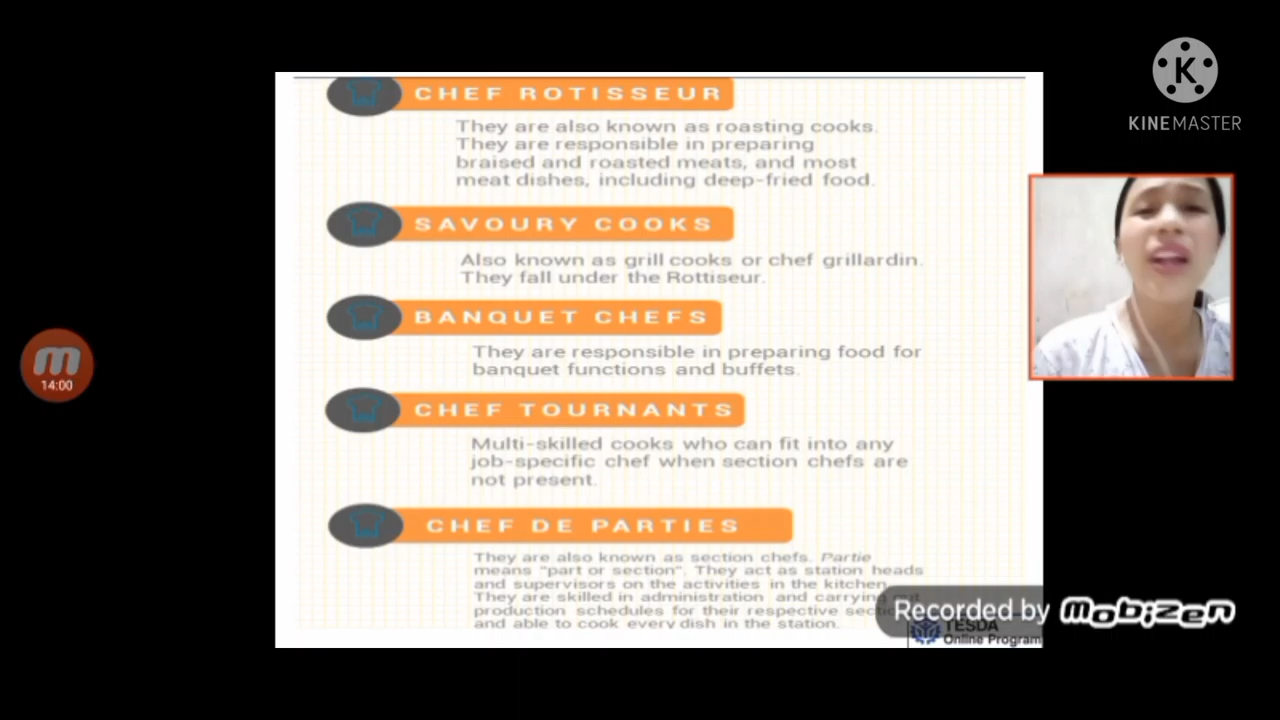 CHEF ROTISSEUR
They are also known as roasting cooks.
They are responsible in preparing
braised and roasted meats, and most
meat dishes, including deep-fried food.
SAVOURY COOKS
Also known as grill cooks or chef grillardin.
They fall under the Rottiseur.
BANQUET CHEFS
They are responsible in preparing food for
banquet functions and buffets.
CHEF TOURNANTS
Multi-skilled cooks who can fit into any
job-specific chef when section chefs are
not present.
CHEF DE PARTIES
They are also known as section chefs. Partie
means "part or section". They act as station heads
and supervisors on the activities in the kitchen
They are skilled in administration and carrying
production schedules for their respective
and able to cook every dish in the station.
TESDA
Online Program
K
KINEMASTER
m
14:00
Recorded by mobizen